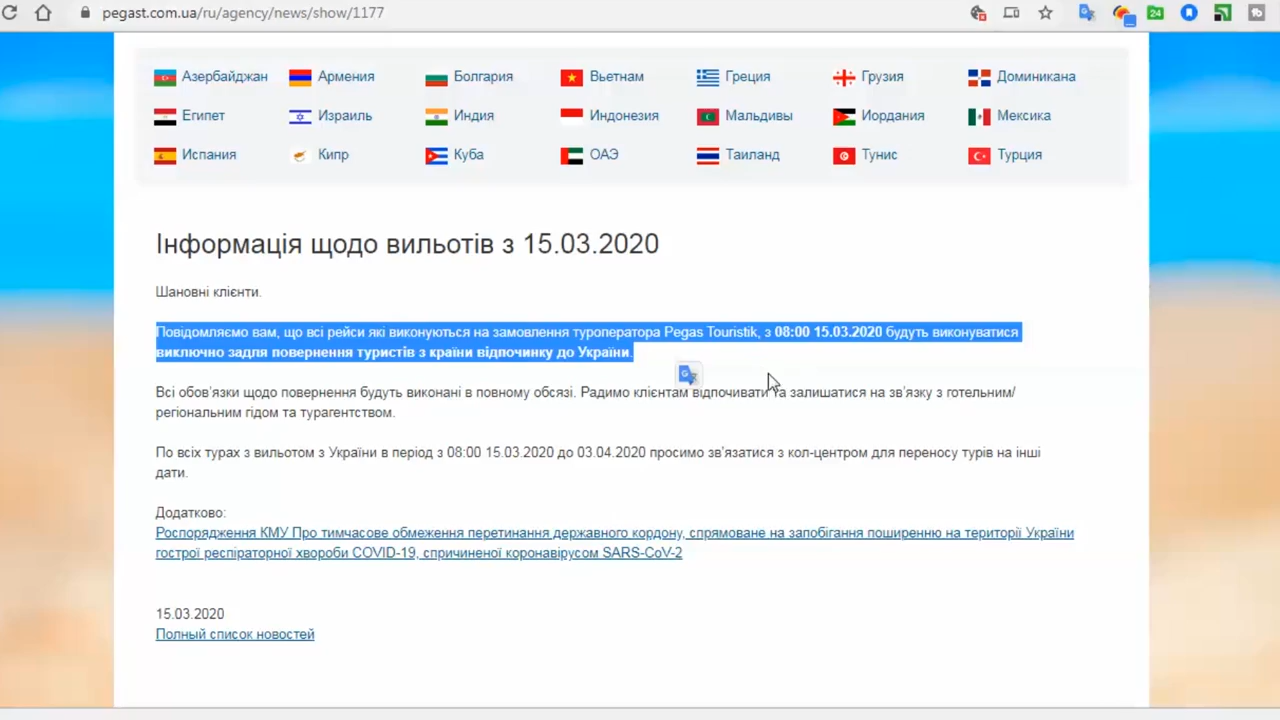 pegast.com.ua/ru/agency/news/show/1177
24
Азербайджан Армения Болгария Вьетнам Греция Грузия Доминикана
Египет Израиль Индия Индонезия Мальдивы Иордания Мексика
Испания Кипр Куба ОАЭ Таиланд Тунис Турция
Інформація щодо вильотів з 15.03.2020
Шановні клієнти.
Повідомляємо вам, що всі рейси які виконуються на замовлення туроператора Pegas Touristik, з 08:00 15.03.2020 будуть виконуватися
виключно задля повернення туристів з країни відпочинку до України.
Всі обов'язки щодо повернення будуть виконані в повному обсязі. Радимо клієнтам відпочивати та залишатися на зв'язку з готельним/
регіональним гідом та турагентством.
По всіх турах з вильотом з України в період з 08:00 15.03.2020 до 03.04.2020 просимо зв'язатися з кол-центром для переносу турів на інші
дати.
Додатково:
Роспорядження КМУ Про тимчасове обмеження перетинання державного кордону, спрямоване на запобігання поширенню на території України
гострої респіраторної хвороби COVID-19, спричиненої коронавірусом SARS-CoV-2
15.03.2020
Полный список новостей